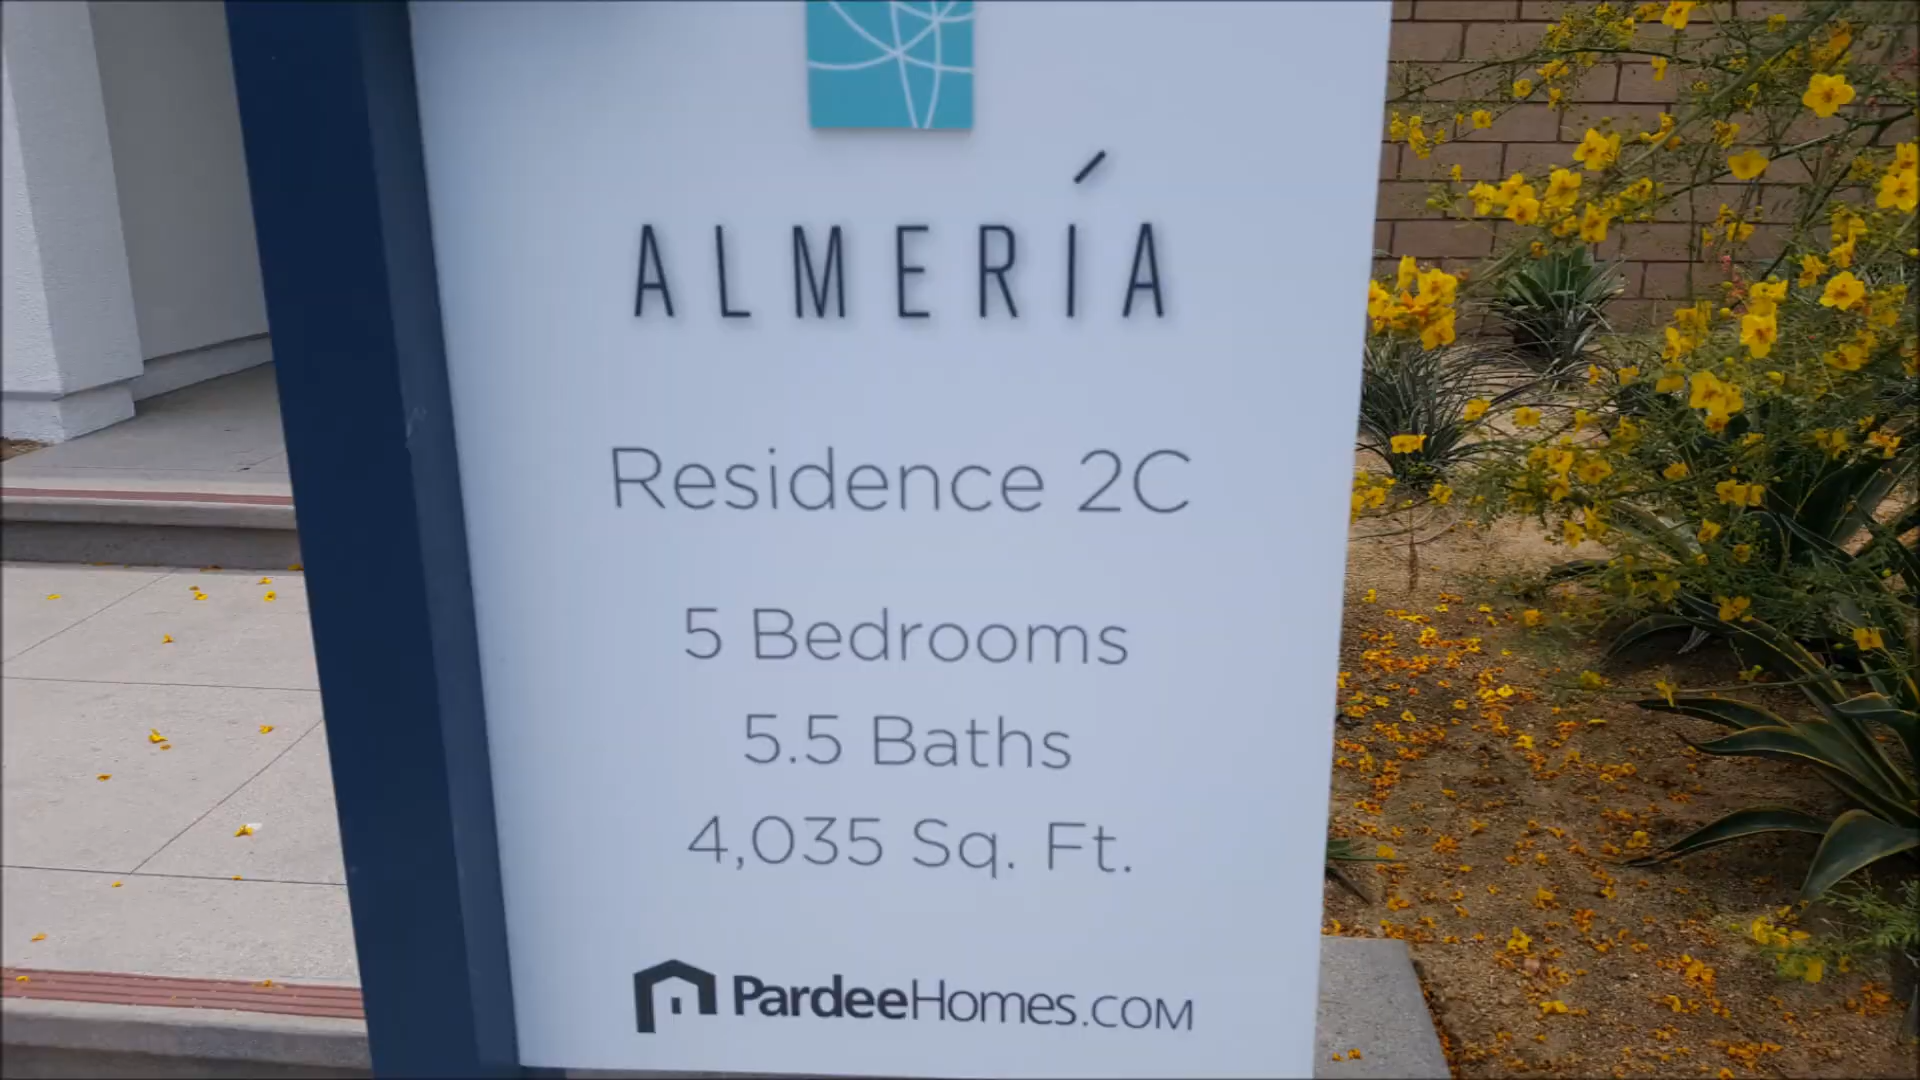 ALMERÍA
Residence 2C
5 Bedrooms
5.5 Baths
4,035 Sq. Ft.
PardeeHomes.COM